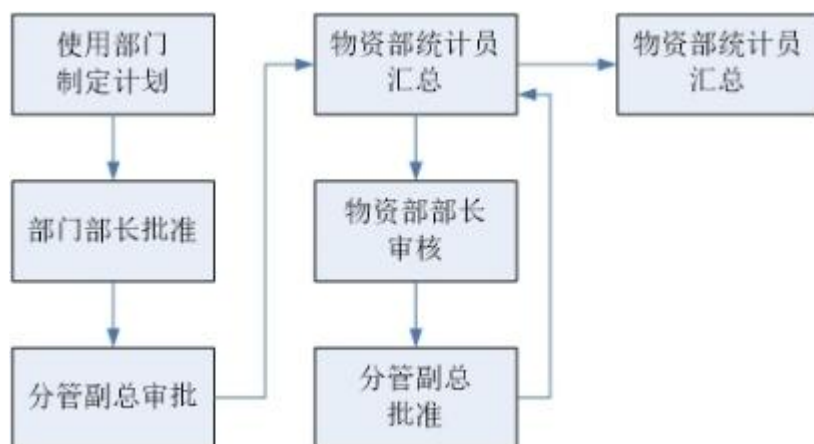 使用部门
制定计划
部门部长批准
分管副总审批
物资部统计员
汇总
物资部部长
审核
分管副总
批准
物资部统计员
汇总